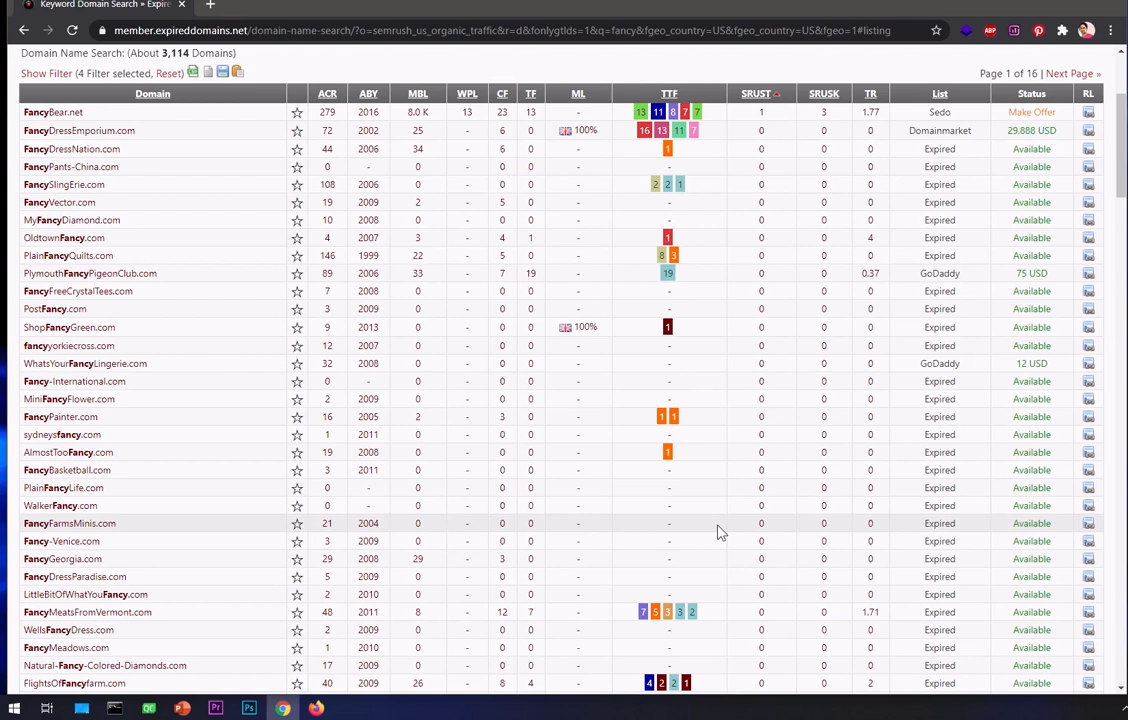 Keyword Domain Search » Expire
member.expireddomains.net/domain-name-search/?o=semrush_us_organic_traffic&r=d&fonlygtlds=1&q=fancy&fgeo_country=US&fgeo_country=US&fgeo=1#listing
Domain Name Search: (About 3,114 Domains)
Show Filter (4 Filter selected, Reset) Page 1 of 16 | Next Page »
Domain ACR ABY MBL WPL CF TF ML TTF SRUST SRUSK TR List Status RL
FancyBear.net 279 2016 8.0 K 13 23 13 - 13 11 8 7 7 1 3 1.77 Sedo Make Offer
FancyDressEmporium.com 72 2002 25 - 6 0 100% 16 13 11 7 0 0 0 Domainmarket 29,888 USD
FancyDressNation.com 44 2006 34 - 6 0 - 1 0 0 0 Expired Available
FancyPants-China.com 0 - 0 - 0 0 - - 0 0 0 Expired Available
FancySlingErie.com 108 2006 0 - 0 0 - 2 2 1 0 0 0 Expired Available
FancyVector.com 19 2009 2 - 5 0 - - 0 0 0 Expired Available
MyFancyDiamond.com 10 2008 0 - 0 0 - - 0 0 0 Expired Available
OldtownFancy.com 4 2007 3 - 4 1 - 1 0 0 4 Expired Available
PlainFancyQuilts.com 146 1999 22 - 5 0 - 8 3 0 0 0 Expired Available
PlymouthFancyPigeonClub.com 89 2006 33 - 7 19 - 19 0 0 0.37 GoDaddy 75 USD
FancyFreeCrystalTees.com 7 2008 0 - 0 0 - - 0 0 0 Expired Available
PostFancy.com 3 2009 0 - 0 0 - - 0 0 0 Expired Available
ShopFancyGreen.com 9 2013 0 - 0 0 100% 1 0 0 0 Expired Available
fancyyorkiecross.com 12 2007 0 - 0 0 - - 0 0 0 Expired Available
WhatsYourFancyLingerie.com 32 2008 0 - 0 0 - - 0 0 0 GoDaddy 12 USD
Fancy-International.com 0 - 0 - 0 0 - - 0 0 0 Expired Available
MiniFancyFlower.com 2 2009 0 - 0 0 - - 0 0 0 Expired Available
FancyPainter.com 16 2005 2 - 3 0 - 1 1 0 0 0 Expired Available
sydneysfancy.com 1 2011 0 - 0 0 - - 0 0 0 Expired Available
AlmostTooFancy.com 19 2008 0 - 0 0 - 1 0 0 0 Expired Available
FancyBasketball.com 3 2011 0 - 0 0 - - 0 0 0 Expired Available
PlainFancyLife.com 0 - 0 - 0 0 - - 0 0 0 Expired Available
WalkerFancy.com 0 - 0 - 0 0 - - 0 0 0 Expired Available
FancyFarmsMinis.com 21 2004 0 - 0 0 - - 0 0 0 Expired Available
Fancy-Venice.com 3 2009 0 - 0 0 - - 0 0 0 Expired Available
FancyGeorgia.com 29 2008 29 - 3 0 - - 0 0 0 Expired Available
FancyDressParadise.com 5 2009 0 - 0 0 - - 0 0 0 Expired Available
LittleBitOfWhatYouFancy.com 2 2010 0 - 0 0 - - 0 0 0 Expired Available
FancyMeatsFromVermont.com 48 2011 8 - 12 7 - 7 5 3 3 2 0 0 1.71 Expired Available
WellsFancyDress.com 2 2009 0 - 0 0 - - 0 0 0 Expired Available
FancyMeadows.com 1 2010 0 - 0 0 - - 0 0 0 Expired Available
Natural-Fancy-Colored-Diamonds.com 17 2009 0 - 0 0 - - 0 0 0 Expired Available
FlightsOfFancyfarm.com 40 2009 26 - 8 4 - 4 2 2 1 0 0 2 Expired Available